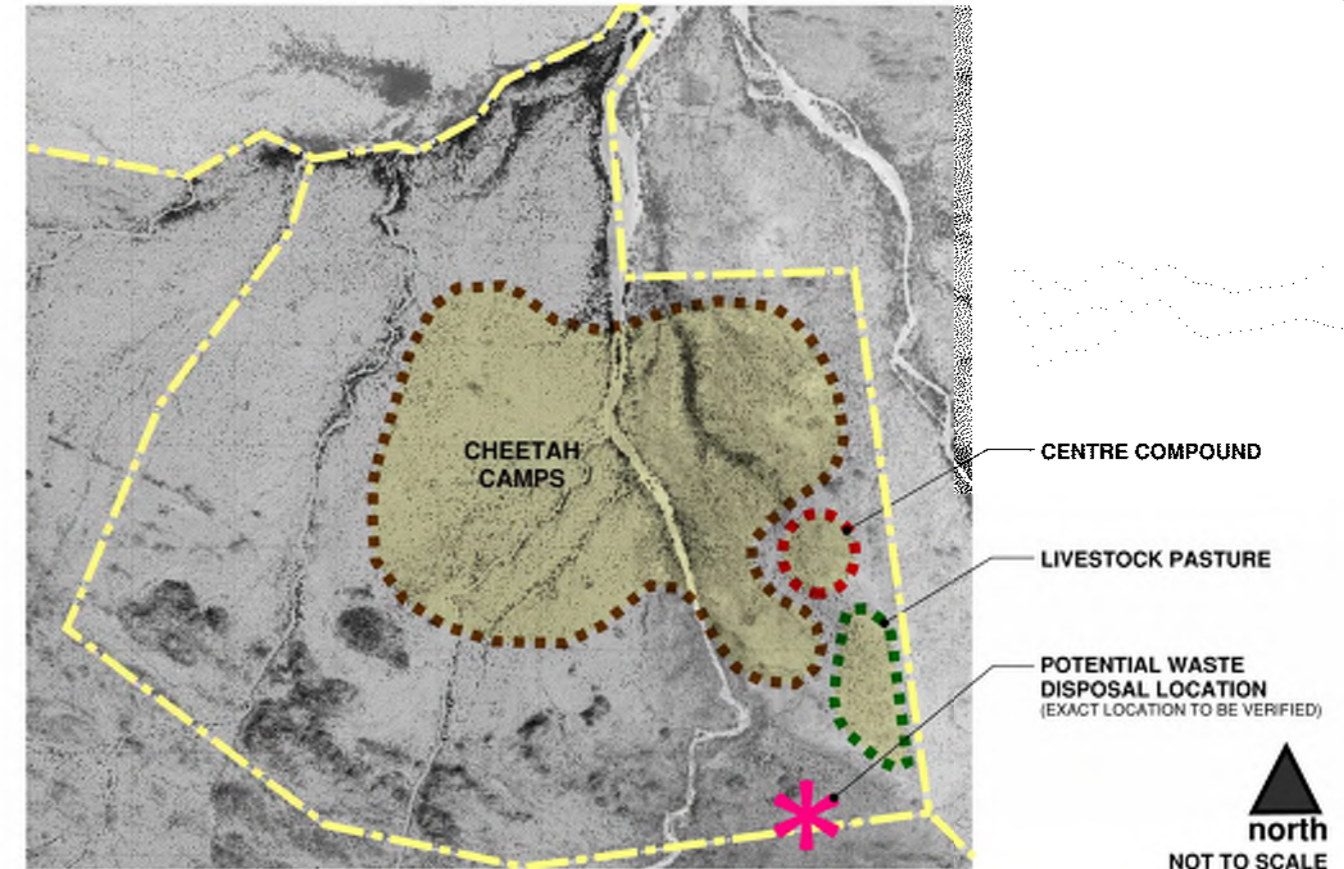 CHEETAH
CAMPS
CENTRE COMPOUND
LIVESTOCK PASTURE
POTENTIAL WASTE
DISPOSAL LOCATION
(EXACT LOCATION TO BE VERIFIED)
north
NOT TO SCALE